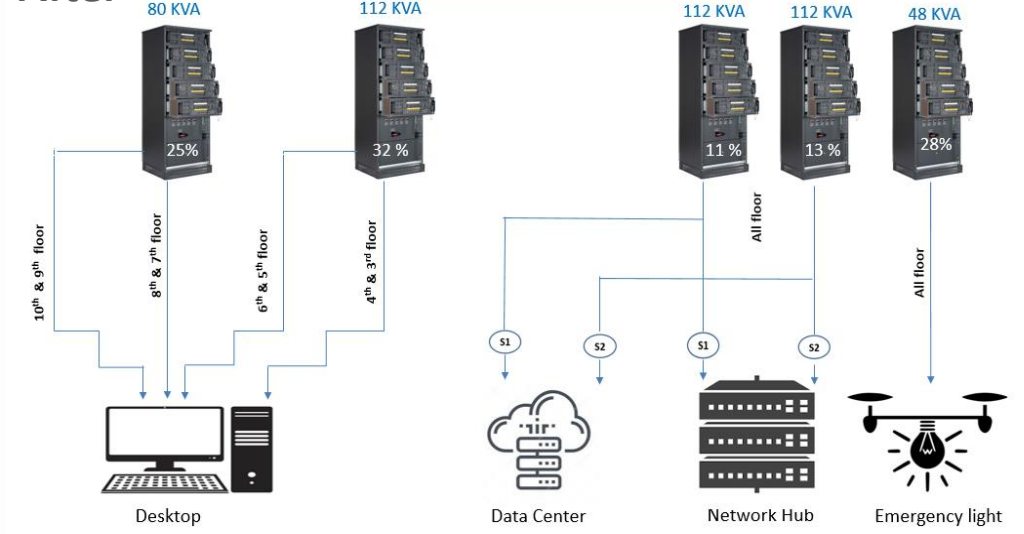 After
80 KVA
112 KVA
112 KVA
112 KVA
48 KVA
25%
32 %
11 %
13 %
28%
10th & 9th floor
8th & 7th floor
6th & 5th floor
4th & 3rd floor
All floor
All floor
S1
S2
S1
S2
Desktop
Data Center
Network Hub
Emergency light